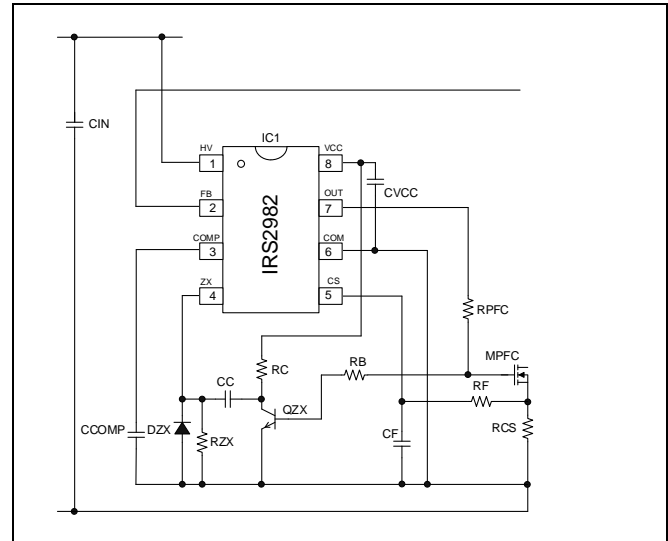 CIN
IC1
HV
1
VCC
8
CVCC
FB
2
OUT
7
COMP
3
COM
6
IRS2982
ZX
4
CS
5
RPFC
MPFC
RC
RB
CC
RF
QZX
CCOMP
DZX
RZX
CF
RCS